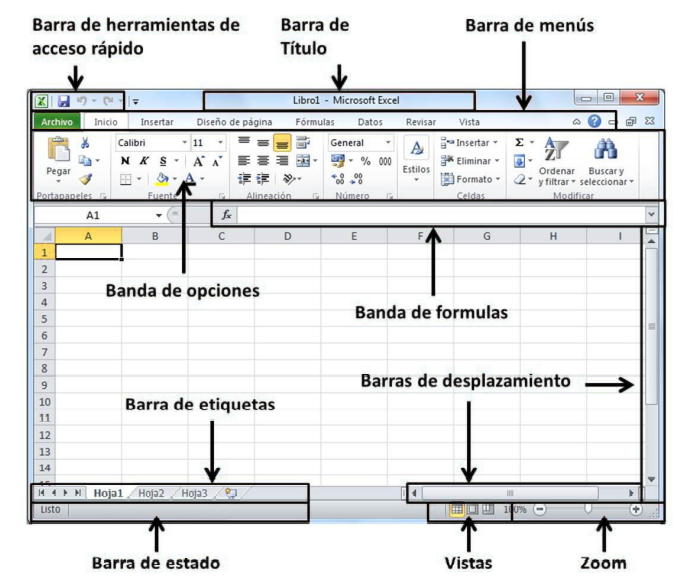 Barra de herramientas de
acceso rápido
Barra de
Título
Barra de menús
Libro1 - Microsoft Excel
Archivo Inicio Insertar Diseño de página Fórmulas Datos Revisar Vista
Pegar
Calibri 11
N K S
A A
A
General
% 000
Estilos
Insertar
Eliminar
Formato
Σ
Ordenar
y filtrar
Buscar y
seleccionar
Portapapeles Fuente Alineación Número Celdas Modificar
A1 fx
A B C D E F G H I
1
2
3
Banda de opciones
4
Banda de formulas
5
6
7
8
Barras de desplazamiento
9
10
Barra de etiquetas
11
12
13
14
Hoja1 Hoja2 Hoja3
Listo 100%
Barra de estado
Vistas
Zoom